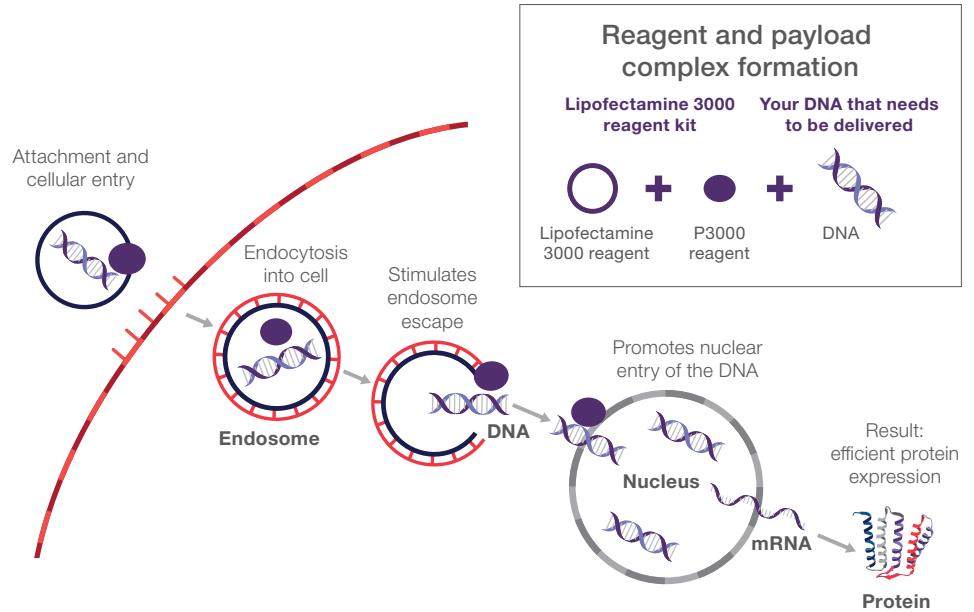 Reagent and payload
complex formation
Lipofectamine 3000
reagent kit
Your DNA that needs
to be delivered
Lipofectamine
3000 reagent
P3000
reagent
DNA
Attachment and
cellular entry
Endocytosis
into cell
Endosome
Stimulates
endosome
escape
DNA
Promotes nuclear
entry of the DNA
Nucleus
mRNA
Result:
efficient protein
expression
Protein